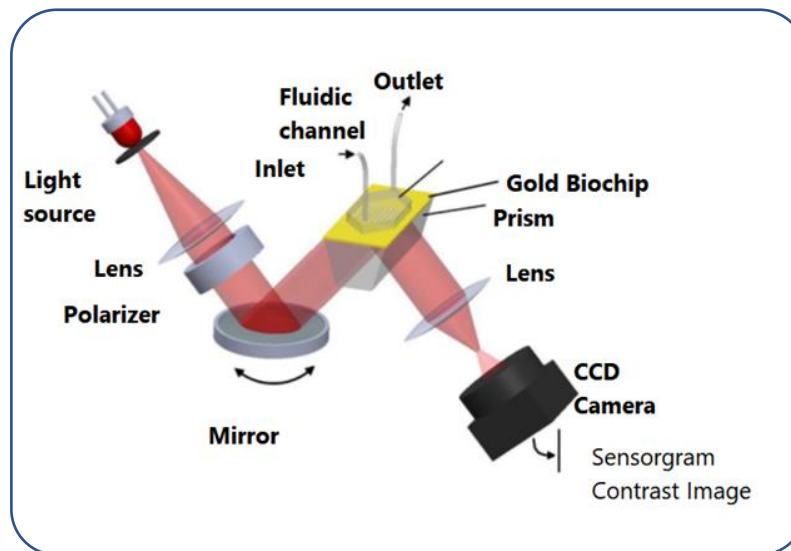 Outlet
Fluidic
channel
Inlet
Light
source
Gold Biochip
Prism
Lens
Polarizer
Lens
Mirror
CCD
Camera
Sensorgram
Contrast Image